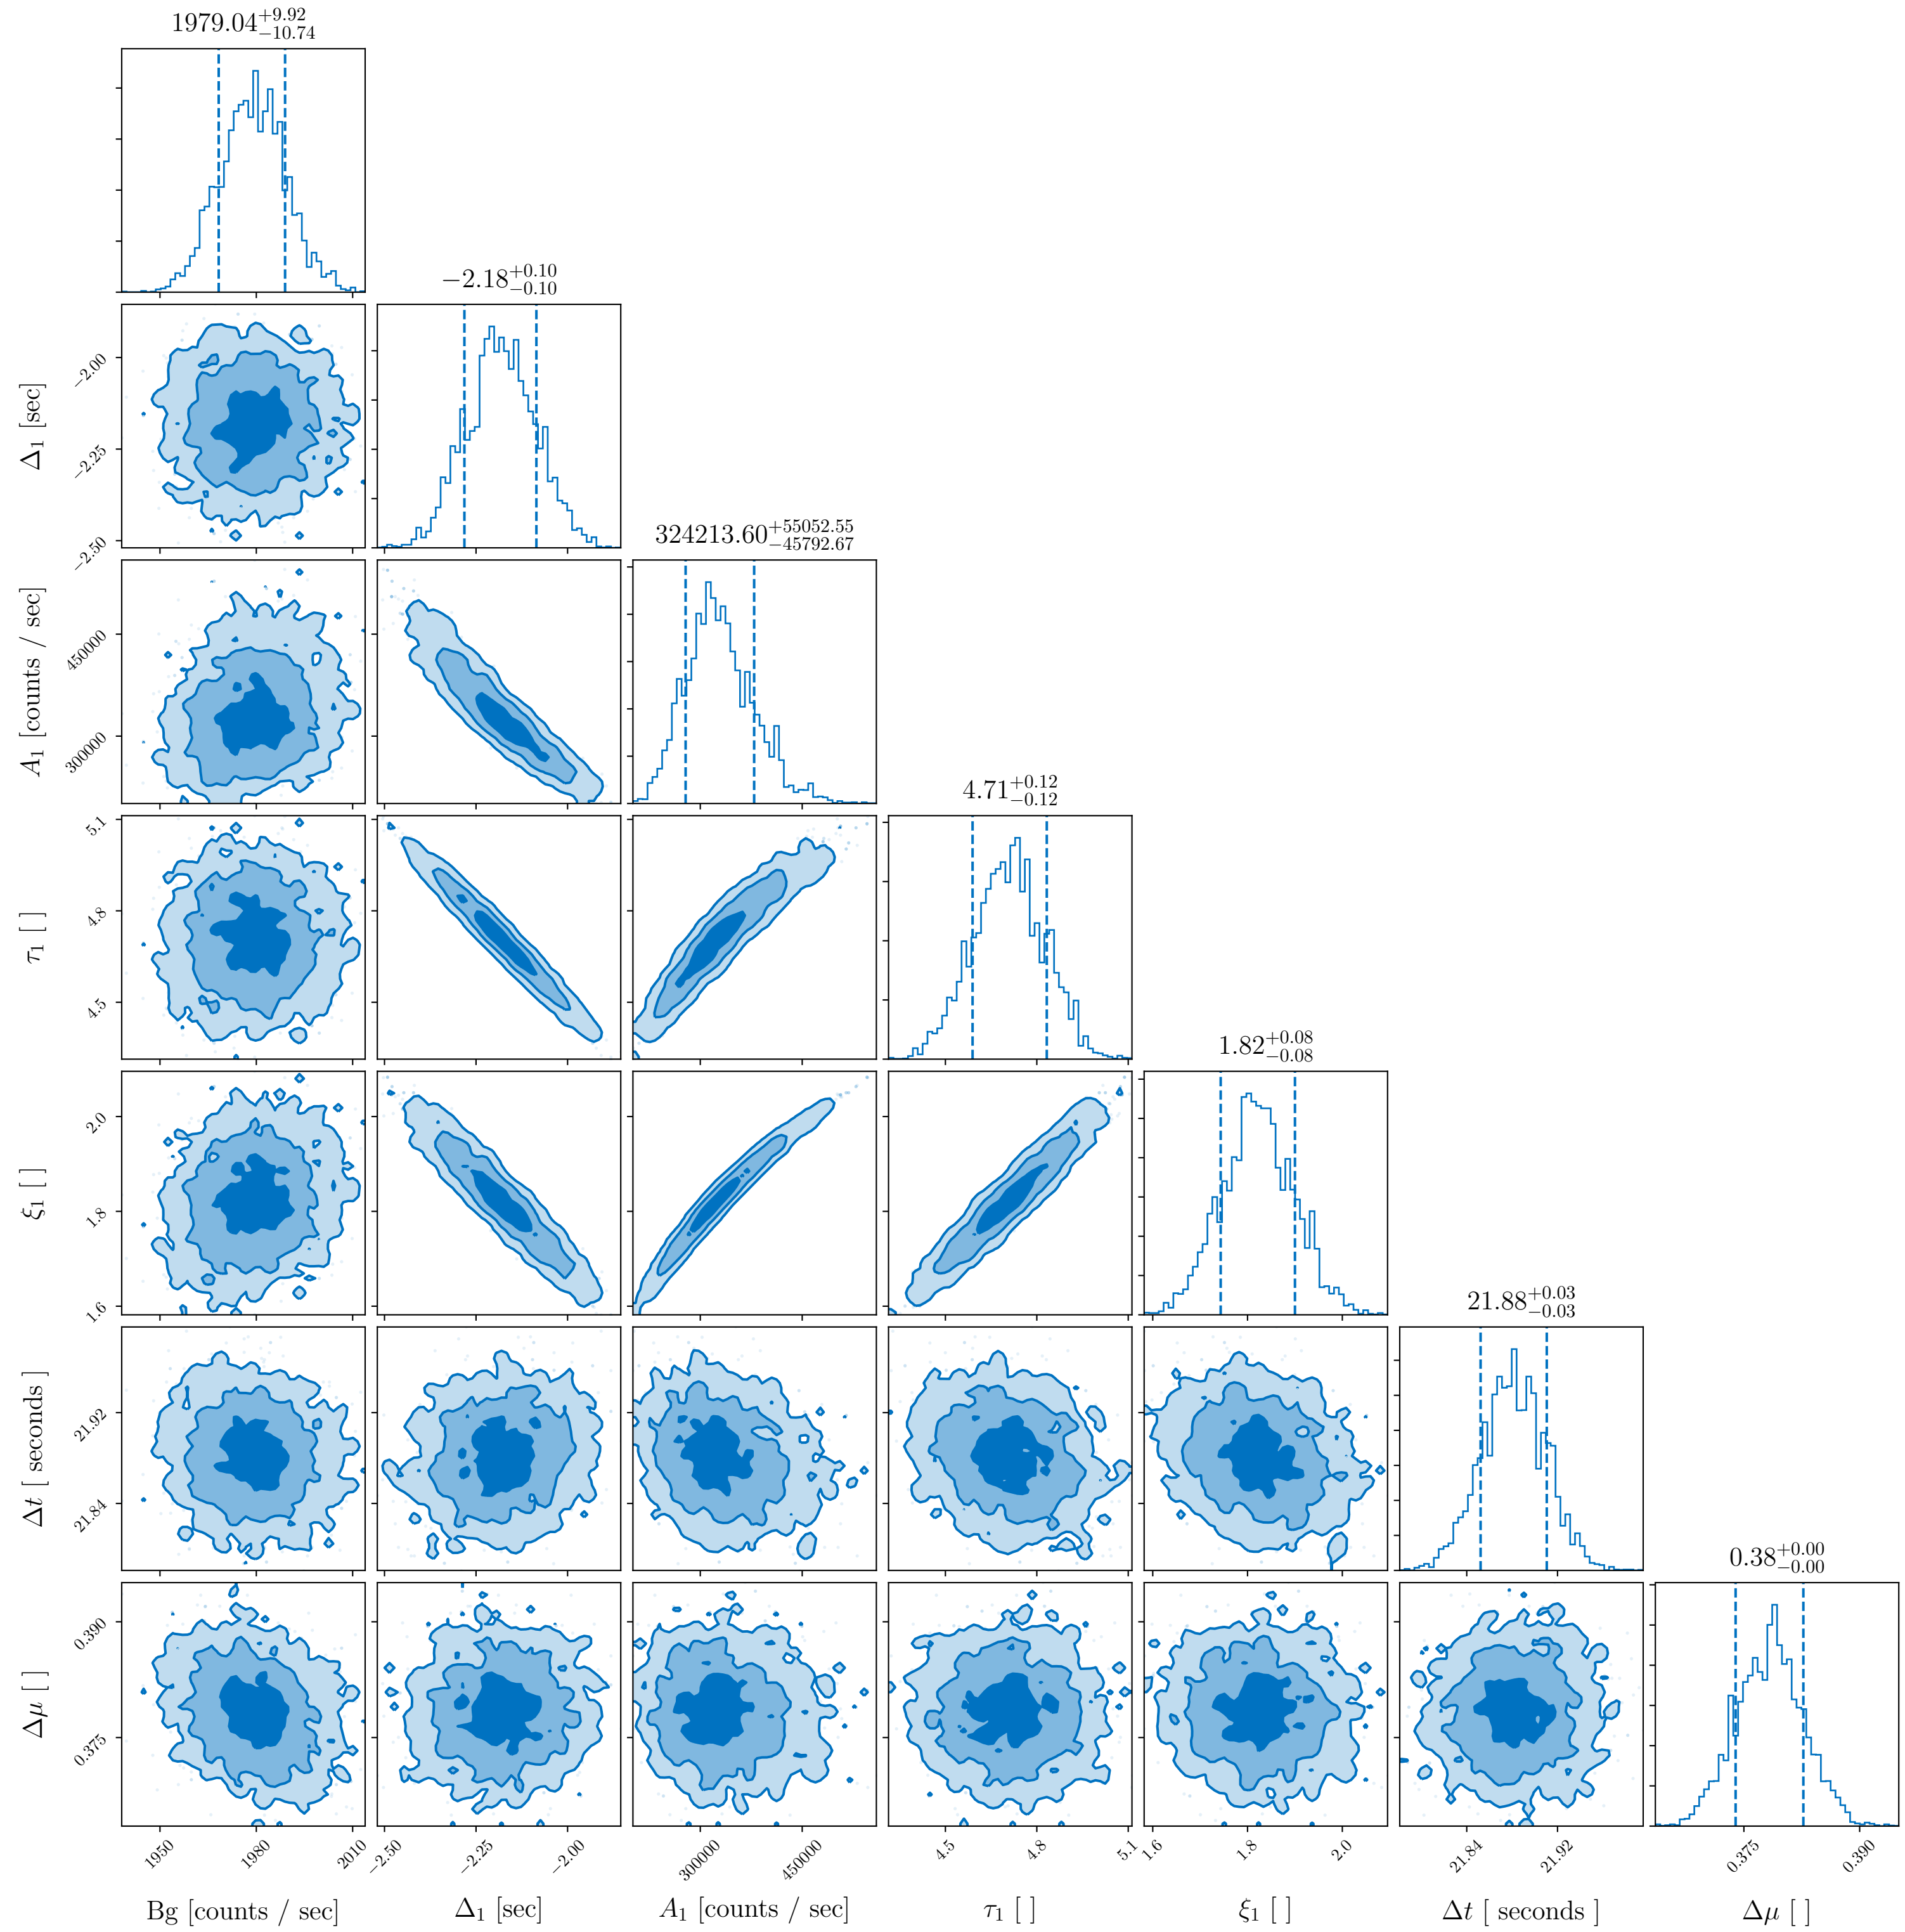 1979.04+9.92−10.74
−2.18+0.10−0.10
−2.00
−2.25
−2.50
Δ1 [sec]
324213.60+55052.55−45792.67
450000
300000
A1 [counts / sec]
4.71+0.12−0.12
5.1
4.8
4.5
τ1 [ ]
1.82+0.08−0.08
2.0
1.8
1.6
ξ1 [ ]
21.88+0.03−0.03
21.92
21.84
Δt [ seconds ]
0.38+0.00−0.00
0.390
0.375
Δμ [ ]
1950 1980 2010 −2.50 −2.25 −2.00 300000 450000 4.5 4.8 5.1 1.6 1.8 2.0 21.84 21.92 0.375 0.390
Bg [counts / sec] Δ1 [sec] A1 [counts / sec] τ1 [ ] ξ1 [ ] Δt [ seconds ] Δμ [ ]